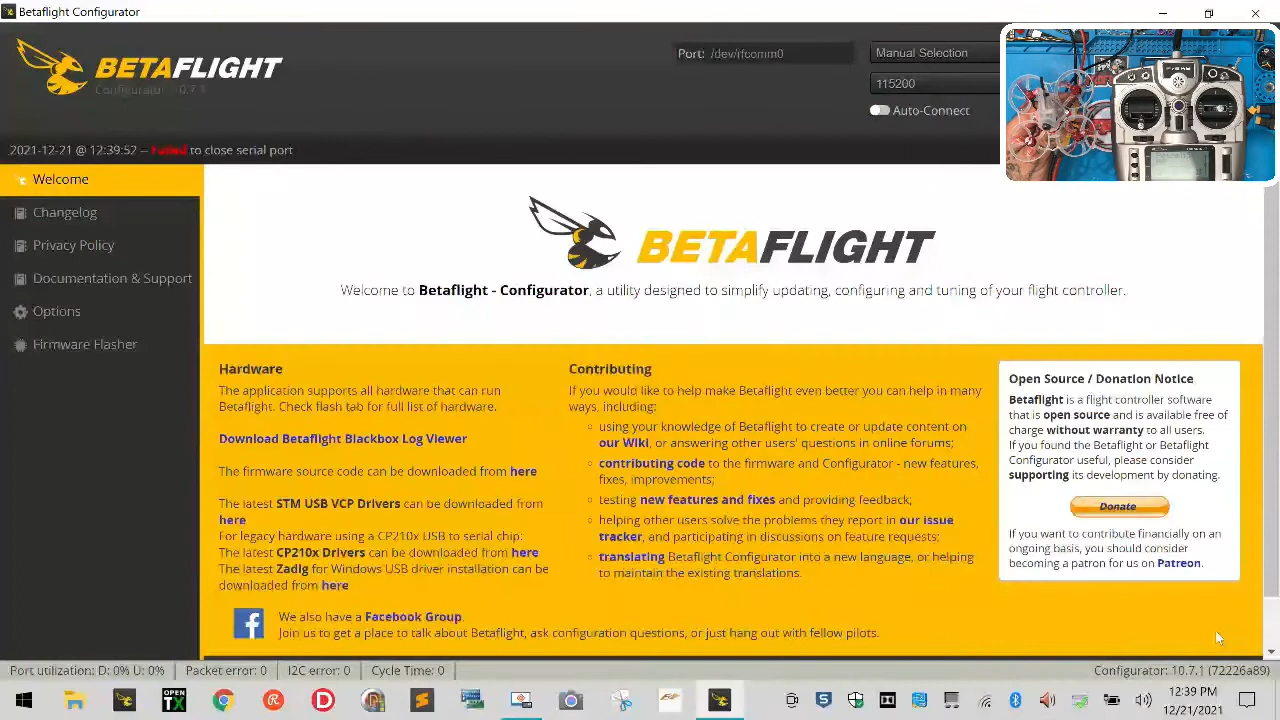 Betaflight Configurator
BETAFLIGHT
Configurator 10.7.1
Port: /dev/rfcomm0
Manual Selection
115200
Auto-Connect
2021-12-21 @ 12:39:52 -- Failed to close serial port
Welcome
Changelog
Privacy Policy
Documentation & Support
Options
Firmware Flasher
BETAFLIGHT
Welcome to Betaflight - Configurator, a utility designed to simplify updating, configuring and tuning of your flight controller.
Hardware
The application supports all hardware that can run
Betaflight. Check flash tab for full list of hardware.
Download Betaflight Blackbox Log Viewer
The firmware source code can be downloaded from here
The latest STM USB VCP Drivers can be downloaded from
here
For legacy hardware using a CP210x USB to serial chip:
The latest CP210x Drivers can be downloaded from here
The latest Zadig for Windows USB driver installation can be
downloaded from here
Contributing
If you would like to help make Betaflight even better you can help in many
ways, including:
using your knowledge of Betaflight to create or update content on
our Wiki, or answering other users' questions in online forums;
contributing code to the firmware and Configurator - new features,
fixes, improvements;
testing new features and fixes and providing feedback;
helping other users solve the problems they report in our issue
tracker, and participating in discussions on feature requests;
translating Betaflight Configurator into a new language, or helping
to maintain the existing translations.
Open Source / Donation Notice
Betaflight is a flight controller software
that is open source and is available free of
charge without warranty to all users.
If you found the Betaflight or Betaflight
Configurator useful, please consider
supporting its development by donating.
Donate
If you want to contribute financially on an
ongoing basis, you should consider
becoming a patron for us on Patreon.
We also have a Facebook Group.
Join us to get a place to talk about Betaflight, ask configuration questions, or just hang out with fellow pilots.
Port utilization: D: 0% U: 0%
Packet error: 0
I2C error: 0
Cycle Time: 0
Configurator: 10.7.1 (72226a89)
OPEN
TX
12:39 PM
12/21/2021